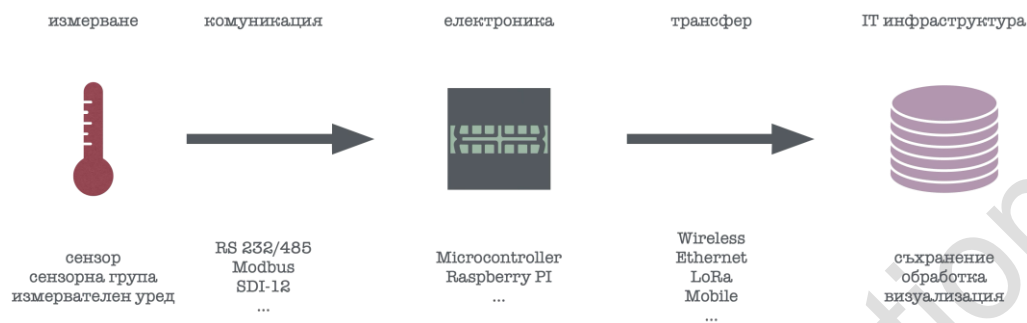 измерване
комуникация
електроника
трансфер
IT инфраструктура
сензор
сензорна група
измервателен уред
RS 232/485
Modbus
SDI-12
...
Microcontroller
Raspberry PI
...
Wireless
Ethernet
LoRa
Mobile
...
съхранение
обработка
визуализация